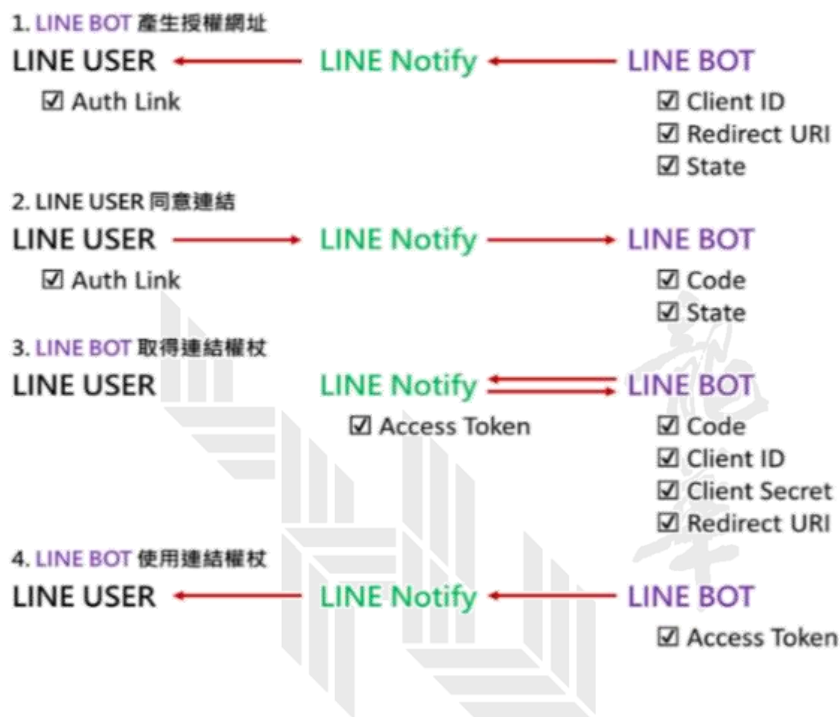 1. LINE BOT 產生授權網址
LINE USER LINE Notify LINE BOT
☑ Auth Link ☑ Client ID
☑ Redirect URI
☑ State
2. LINE USER 同意連結
LINE USER LINE Notify LINE BOT
☑ Auth Link ☑ Code
☑ State
3. LINE BOT 取得連結權杖
LINE USER LINE Notify LINE BOT
☑ Access Token ☑ Code
☑ Client ID
☑ Client Secret
☑ Redirect URI
4. LINE BOT 使用連結權杖
LINE USER LINE Notify LINE BOT
☑ Access Token
龍華